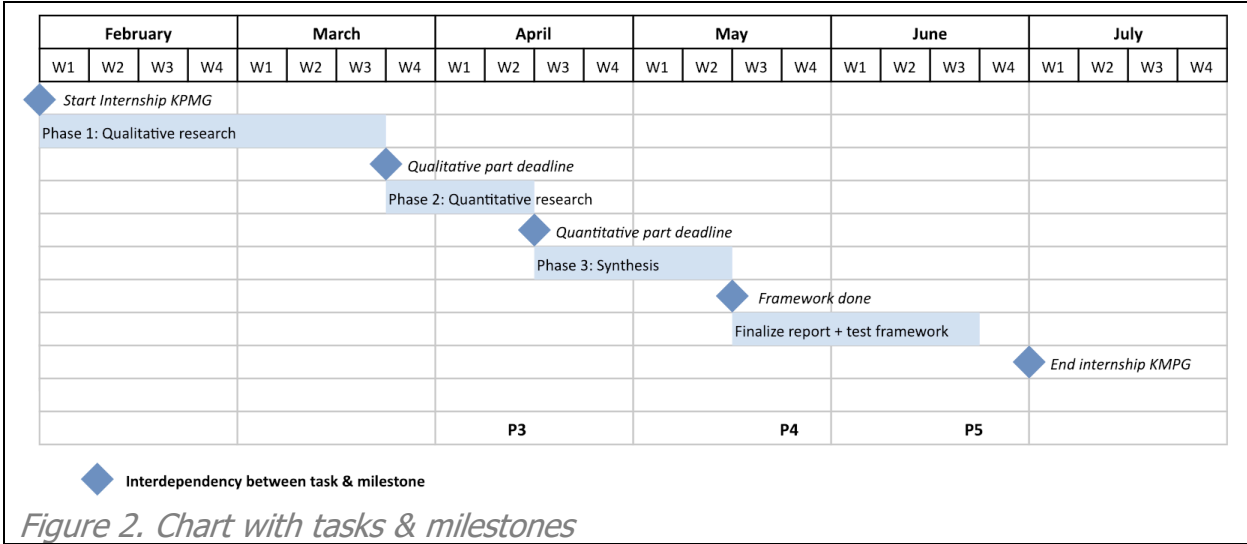 February March April May June July
W1 W2 W3 W4 W1 W2 W3 W4 W1 W2 W3 W4 W1 W2 W3 W4 W1 W2 W3 W4 W1 W2 W3 W4
Start Internship KPMG
Phase 1: Qualitative research
Qualitative part deadline
Phase 2: Quantitative research
Quantitative part deadline
Phase 3: Synthesis
Framework done
Finalize report + test framework
End internship KMPG
P3 P4 P5
Interdependency between task & milestone
Figure 2. Chart with tasks & milestones